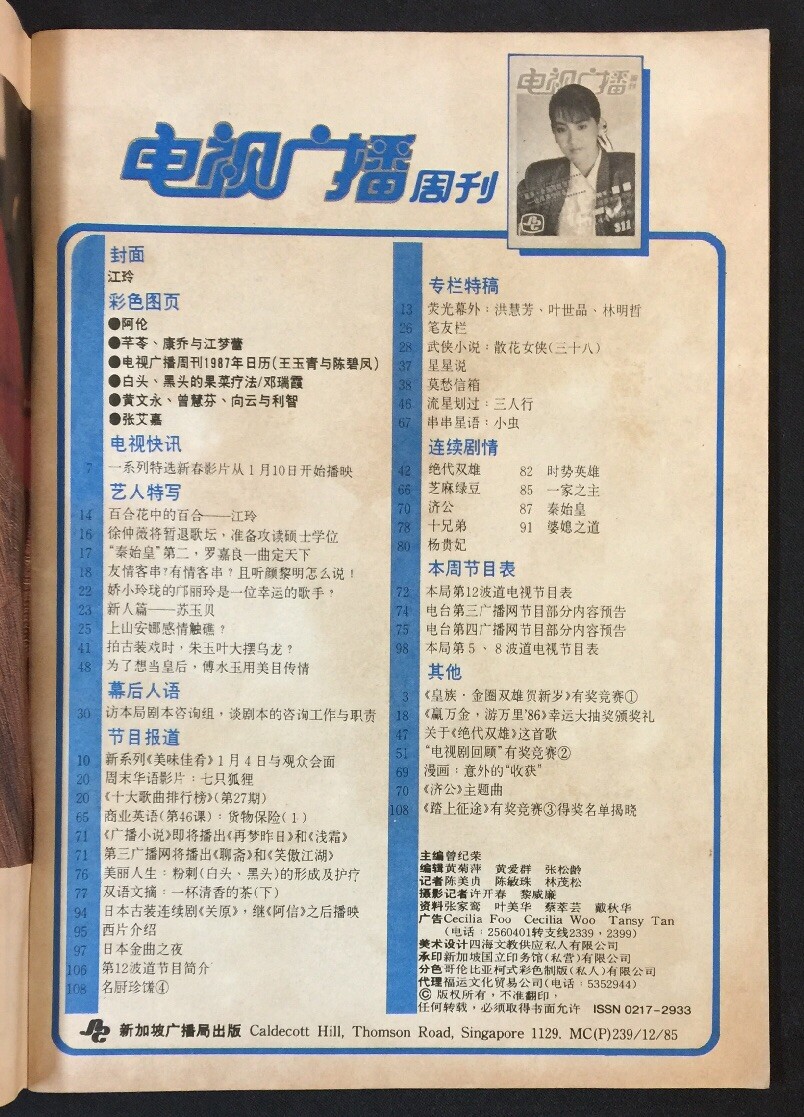 电视广播周刊
电视广播
311
封面
江玲
彩色图页
●阿伦
●芊苓、康乔与江梦蕾
●电视广播周刊1987年日历(王玉青与陈碧凤)
●白头、黑头的果菜疗法/邓瑞霞
●黄文永、曾慧芬、向云与利智
●张艾嘉
电视快讯
7 一系列特选新春影片从1月10日开始播映
艺人特写
14 百合花中的百合——江玲
16 徐仲薇将暂退歌坛，准备攻读硕士学位
17 “秦始皇”第二，罗嘉良一曲定天下
18 友情客串?有情客串？且听颜黎明怎么说！
22 娇小玲珑的邝丽玲是一位幸运的歌手？
23 新人篇——苏玉贝
25 上山安娜感情触礁？
41 拍古装戏时，朱玉叶大摆乌龙？
48 为了想当皇后，傅水玉用美目传情
幕后人语
30 访本局剧本咨询组，谈剧本的咨询工作与职责
节目报道
10 新系列《美味佳肴》1月4日与观众会面
20 周末华语影片：七只狐狸
20 《十大歌曲排行榜》(第27期)
65 商业英语(第46课)：货物保险(1)
71 《广播小说》即将播出《再梦昨日》和《浅霜》
71 第三广播网将播出《聊斋》和《笑傲江湖》
76 美丽人生：粉刺(白头、黑头)的形成及护疗
77 双语文摘：一杯清香的茶(下)
94 日本古装连续剧《关原》，继《阿信》之后播映
95 西片介绍
97 日本金曲之夜
106 第12波道节目简介
108 名厨珍馐④
专栏特稿
13 荧光幕外：洪慧芳、叶世品、林明哲
26 笔友栏
28 武侠小说：散花女侠(三十八)
37 星星说
38 莫愁信箱
46 流星划过：三人行
67 串串星语：小虫
连续剧情
42 绝代双雄 82 时势英雄
66 芝麻绿豆 85 一家之主
70 济公 87 秦始皇
78 十兄弟 91 婆媳之道
80 杨贵妃
本周节目表
72 本局第12波道电视节目表
74 电台第三广播网节目部分内容预告
75 电台第四广播网节目部分内容预告
98 本局第5、8波道电视节目表
其他
3 《皇族·金圈双雄贺新岁》有奖竞赛①
18 《赢万金，游万里’86》幸运大抽奖颁奖礼
47 关于《绝代双雄》这首歌
51 “电视剧回顾”有奖竞赛②
69 漫画：意外的“收获”
70 《济公》主题曲
108 《踏上征途》有奖竞赛③得奖名单揭晓
主编曾纪荣
编辑黄菊萍 黄爱群 张松龄
记者陈美贞 陈敏珠 林茂松
摄影记者许开春 黎威廉
资料张家鸾 叶美华 蔡萃芸 戴秋华
广告Cecilia Foo Cecilia Woo Tansy Tan
(电话：2560401转支线2339，2399)
美术设计四海文教供应私人有限公司
承印新加坡国立印务馆(私营)有限公司
分色哥伦比亚柯式彩色制版(私人)有限公司
代理福运文化贸易公司(电话：5352944)
© 版权所有，不准翻印，
任何转载，必须取得书面允许 ISSN 0217-2933
新加坡广播局出版 Caldecott Hill, Thomson Road, Singapore 1129. MC(P)239/12/85